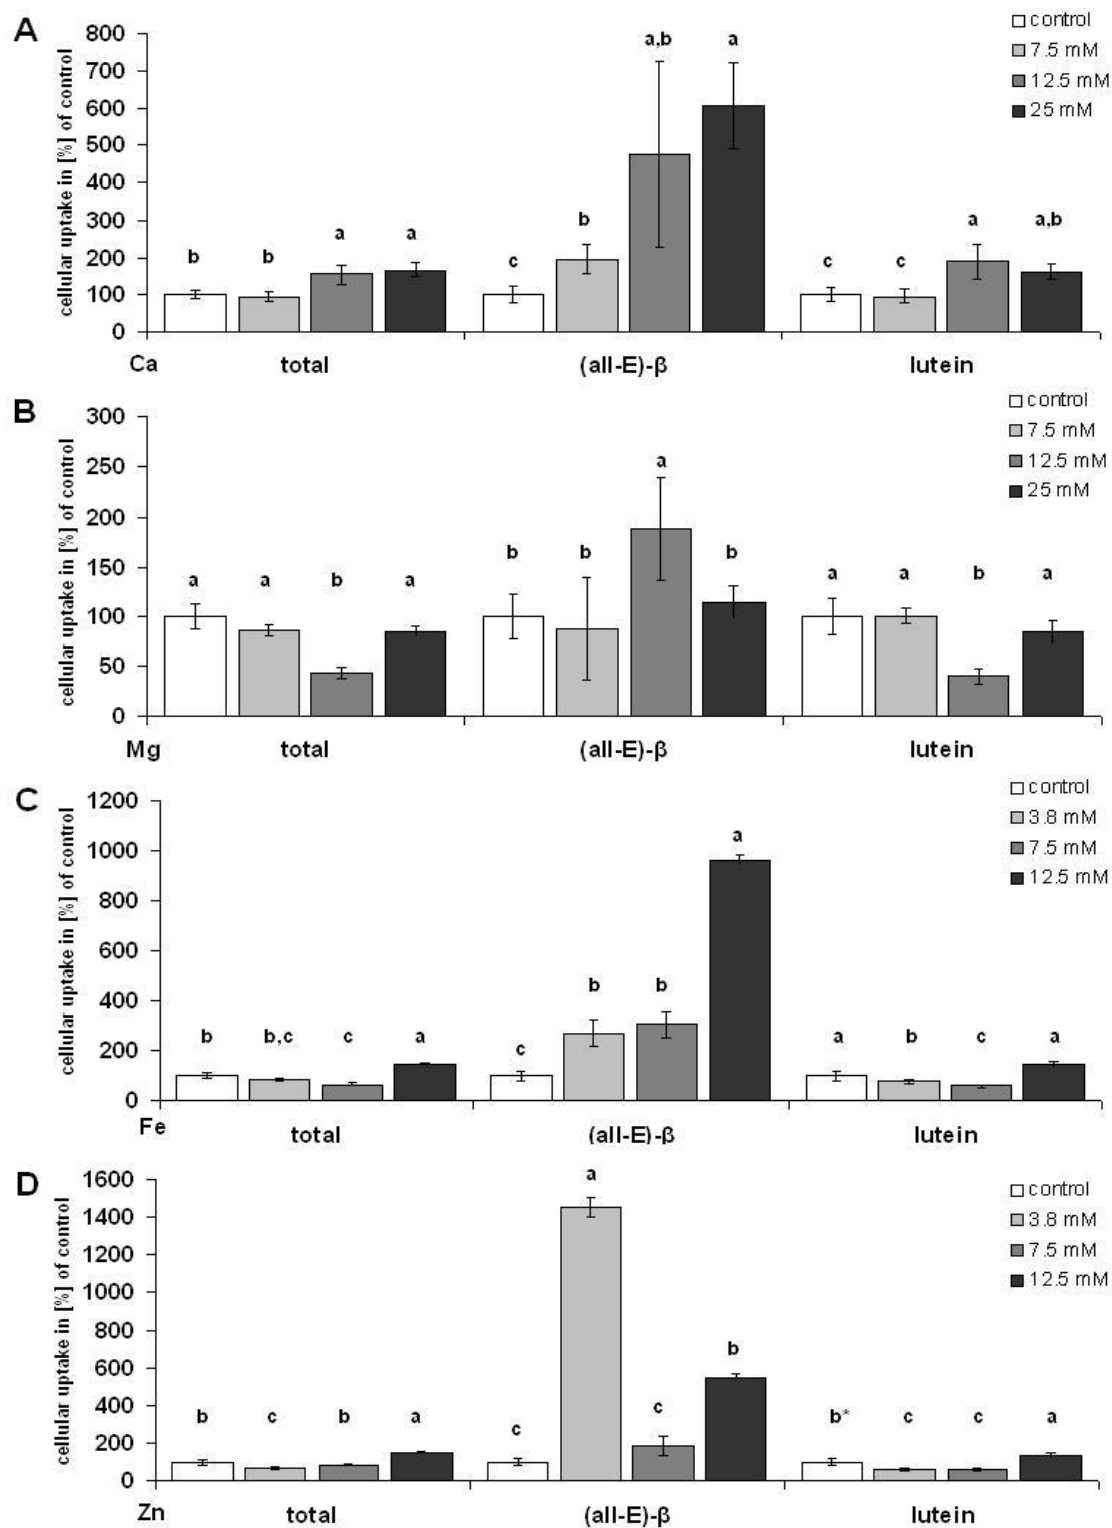 A
cellular uptake in [%] of control
800
700
600
500
400
300
200
100
0
control
7.5 mM
12.5 mM
25 mM
b b a a c b a,b a c c a a,b
Ca total (all-E)-β lutein
B
cellular uptake in [%] of control
300
250
200
150
100
50
0
control
7.5 mM
12.5 mM
25 mM
a a b a b b a b a a b a
Mg total (all-E)-β lutein
C
cellular uptake in [%] of control
1200
1000
800
600
400
200
0
control
3.8 mM
7.5 mM
12.5 mM
b b,c c a c b b a a b c a
Fe total (all-E)-β lutein
D
cellular uptake in [%] of control
1600
1400
1200
1000
800
600
400
200
0
control
3.8 mM
7.5 mM
12.5 mM
b c b a c a c b b* c c a
Zn total (all-E)-β lutein